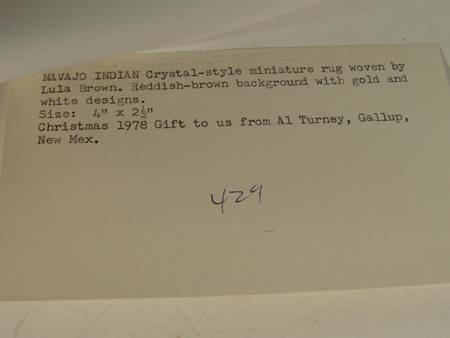 NAVAJO INDIAN Crystal-style miniature rug woven by
Lula Brown. Reddish-brown background with gold and
white designs.
Size: 4" x 2½"
Christmas 1978 Gift to us from Al Turney, Gallup,
New Mex.
429